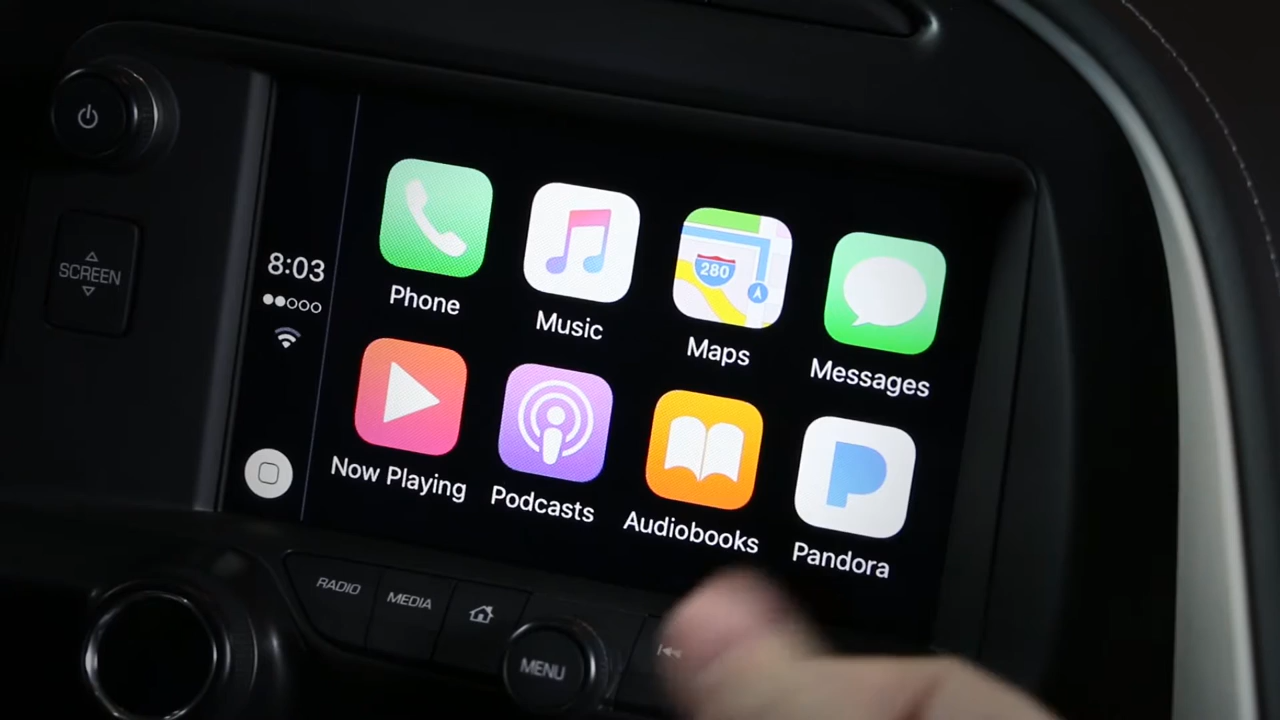 SCREEN
8:03
Phone
Music
280
Maps
Messages
Now Playing
Podcasts
Audiobooks
P
Pandora
RADIO
MEDIA
MENU